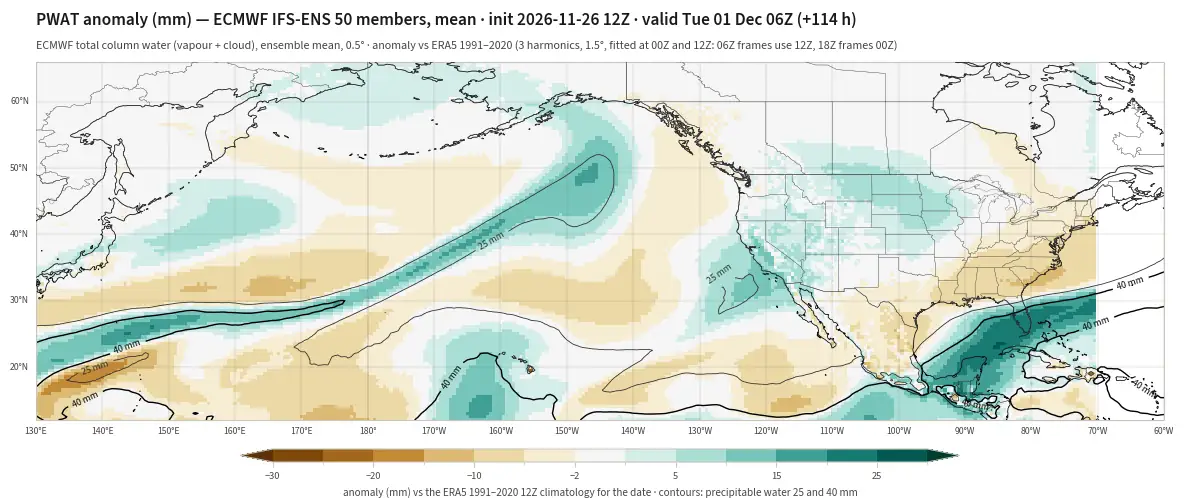 PWAT anomaly (mm) — ECMWF IFS-ENS 50 members, mean · init 2026-11-26 12Z · valid Tue 01 Dec 06Z (+114 h)
ECMWF total column water (vapour + cloud), ensemble mean, 0.5° · anomaly vs ERA5 1991–2020 (3 harmonics, 1.5°, fitted at 00Z and 12Z: 06Z frames use 12Z, 18Z frames 00Z)
60°N
50°N
40°N
30°N
20°N
25 mm
25 mm
40 mm
40 mm
40 mm
40 mm
25 mm
40 mm
40 mm
40 mm
130°E 140°E 150°E 160°E 170°E 180° 170°W 160°W 150°W 140°W 130°W 120°W 110°W 100°W 90°W 80°W 70°W 60°W
−30 −20 −10 −2 5 15 25
anomaly (mm) vs the ERA5 1991–2020 12Z climatology for the date · contours: precipitable water 25 and 40 mm